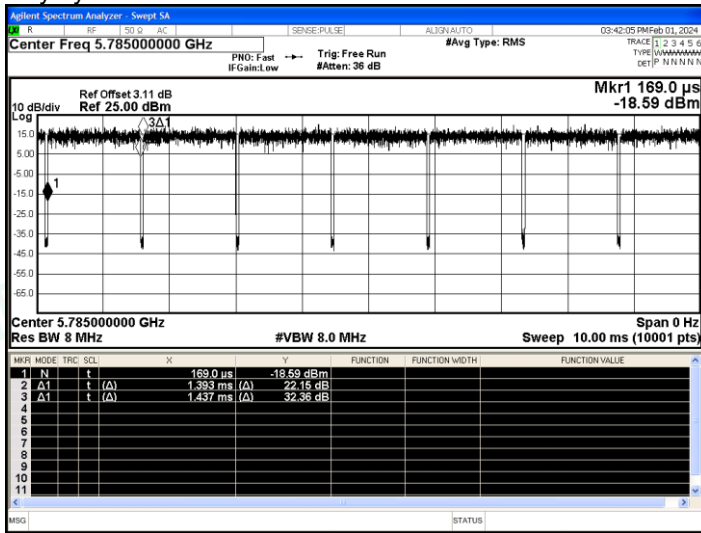 Agilent Spectrum Analyzer - Swept SA
R RF 50 Ω AC SENSE:PULSE ALIGN AUTO 03:42:05 PM Feb 01, 2024
Center Freq 5.785000000 GHz #Avg Type: RMS TRACE 1 2 3 4 5 6
PNO: Fast Trig: Free Run TYPE
IFGain:Low #Atten: 36 dB DET P N N N N N
Ref Offset 3.11 dB Mkr1 169.0 µs
10 dB/div Ref 25.00 dBm -18.59 dBm
Log
3Δ1
15.0
5.00
-5.00
1
-15.0
-25.0
-35.0
-45.0
-55.0
-65.0
Center 5.785000000 GHz Span 0 Hz
Res BW 8 MHz #VBW 8.0 MHz Sweep 10.00 ms (10001 pts)
MKR MODE TRC SCL X Y FUNCTION FUNCTION WIDTH FUNCTION VALUE
1 N t 169.0 µs -18.59 dBm
2 Δ1 t (Δ) 1.393 ms (Δ) 22.15 dB
3 Δ1 t (Δ) 1.437 ms (Δ) 32.36 dB
4
5
6
7
8
9
10
11
MSG STATUS